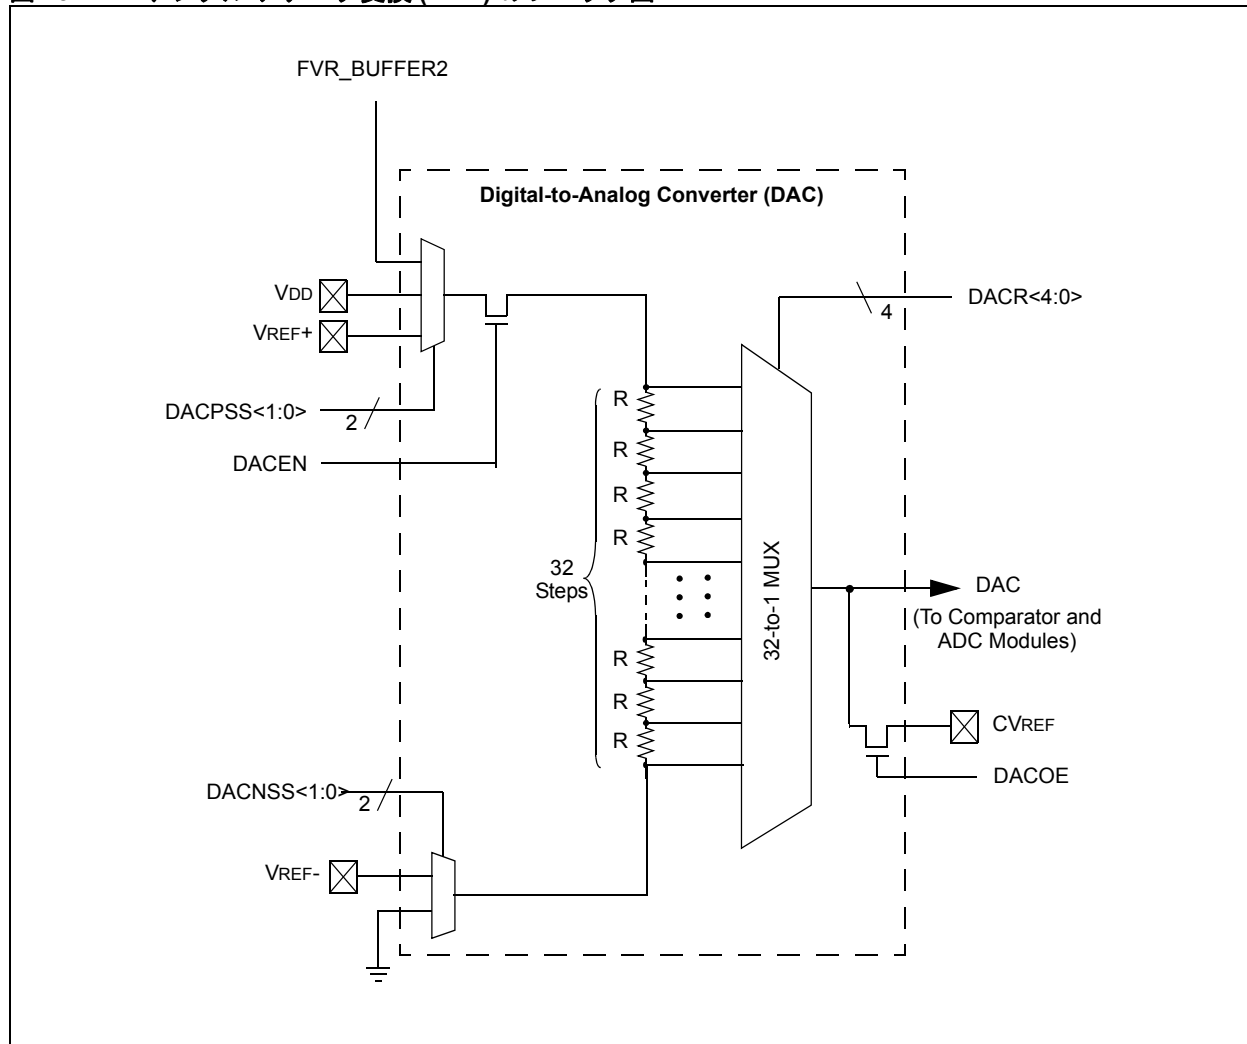 FVR_BUFFER2
Digital-to-Analog Converter (DAC)
VDD
VREF+
DACR<4:0>
4
DACPSS<1:0>
2
DACEN
R
R
R
R
32
Steps
R
R
R
32-to-1 MUX
DAC
(To Comparator and
ADC Modules)
CVREF
DACOE
DACNSS<1:0>
2
VREF-